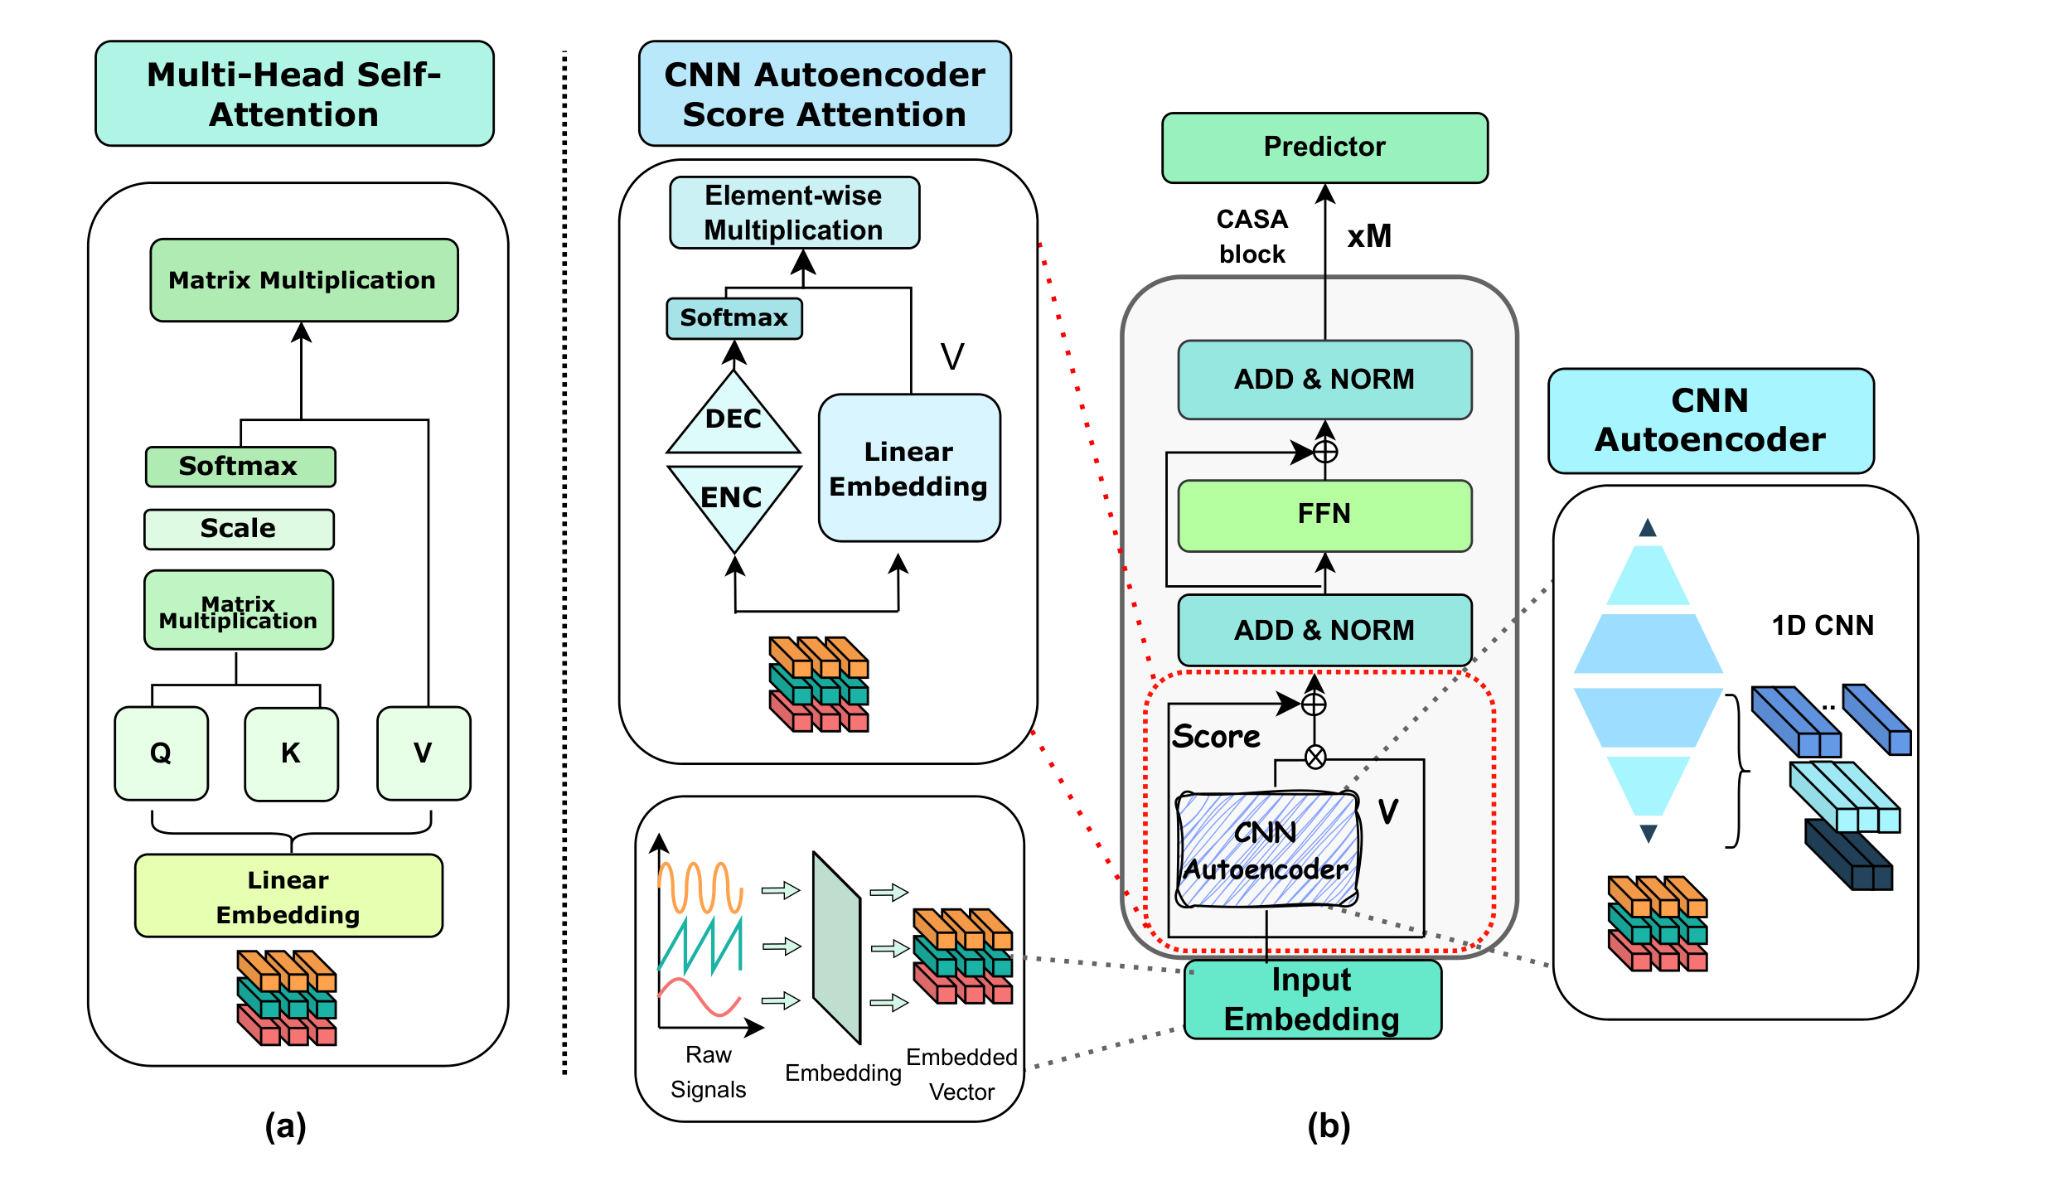 Multi-Head Self-
Attention
Matrix Multiplication
Softmax
Scale
Matrix
Multiplication
Q
K
V
Linear
Embedding
(a)
CNN Autoencoder
Score Attention
Element-wise
Multiplication
Softmax
V
DEC
ENC
Linear
Embedding
Raw
Signals
Embedding
Embedded
Vector
Predictor
CASA
block
xM
ADD & NORM
FFN
ADD & NORM
Score
CNN
Autoencoder
V
Input
Embedding
(b)
CNN
Autoencoder
1D CNN
..